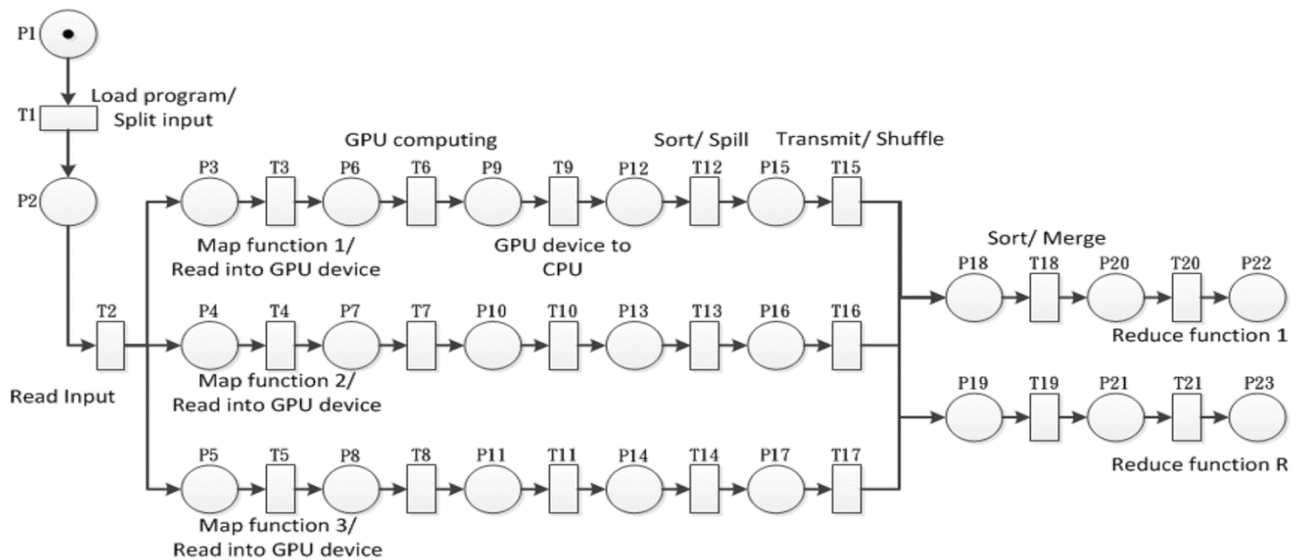 P1
T1
Load program/
Split input
P2
GPU computing
Sort/ Spill
Transmit/ Shuffle
P3
T3
P6
T6
P9
T9
P12
T12
P15
T15
Map function 1/
Read into GPU device
GPU device to
CPU
Sort/ Merge
P18
T18
P20
T20
P22
Reduce function 1
T2
Read Input
P4
T4
P7
T7
P10
T10
P13
T13
P16
T16
Map function 2/
Read into GPU device
P19
T19
P21
T21
P23
Reduce function R
P5
T5
P8
T8
P11
T11
P14
T14
P17
T17
Map function 3/
Read into GPU device